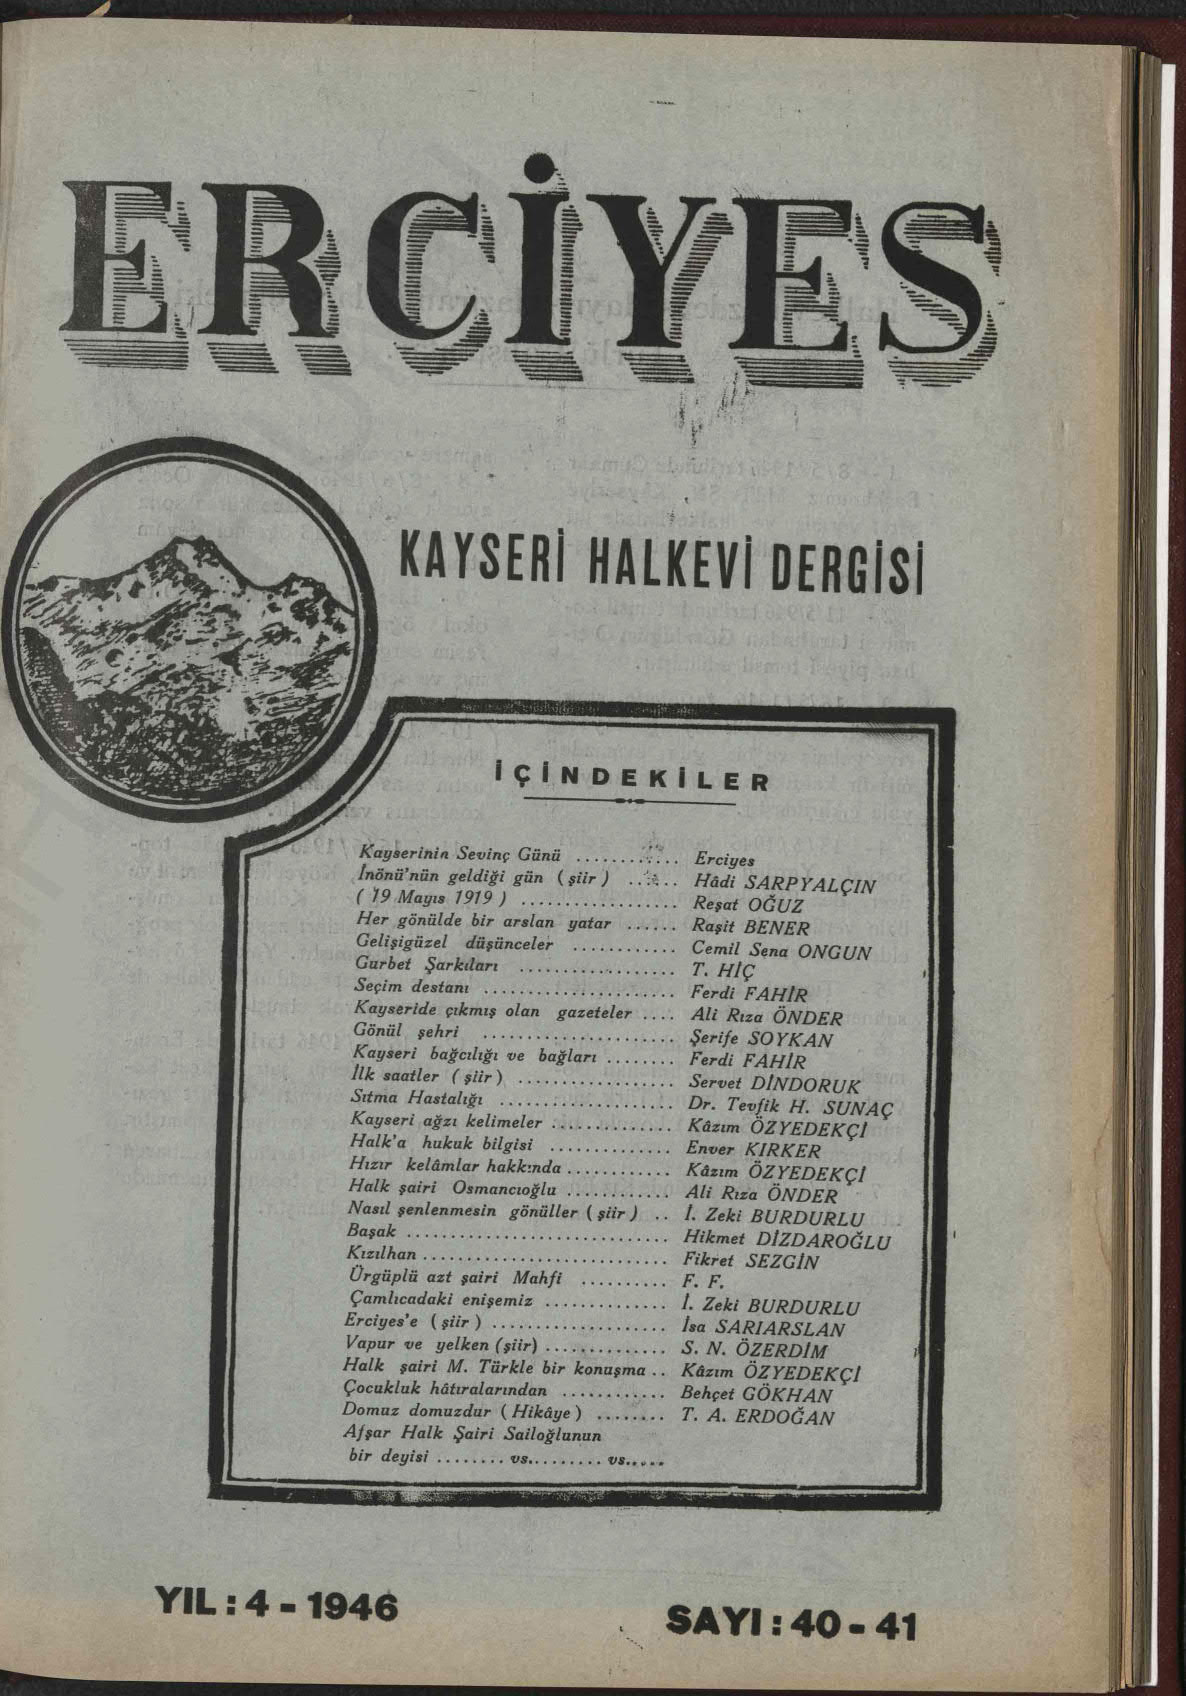 ERCİYES
KAYSERİ HALKEVİ DERGİSİ
İÇİNDEKİLER
Kayserinin Sevinç Günü ............ Erciyes
İnönü'nün geldiği gün ( şiir ) ...... Hâdi SARPYALÇIN
( 19 Mayıs 1919 ) .................. Reşat OĞUZ
Her gönülde bir arslan yatar ...... Raşit BENER
Gelişigüzel düşünceler ............ Cemil Sena ONGUN
Gurbet Şarkıları .................. T. HİÇ
Seçim destanı ...................... Ferdi FAHİR
Kayseride çıkmış olan gazeteler .... Ali Rıza ÖNDER
Gönül şehri ...................... Şerife SOYKAN
Kayseri bağcılığı ve bağları ........ Ferdi FAHİR
İlk saatler ( şiir ) .................. Servet DİNDORUK
Sıtma Hastalığı .................... Dr. Tevfik H. SUNAÇ
Kayseri ağzı kelimeler .............. Kâzım ÖZYEDEKÇİ
Halk'a hukuk bilgisi .............. Enver KIRKER
Hızır kelâmlar hakkında ............ Kâzım ÖZYEDEKÇİ
Halk şairi Osmancıoğlu ............ Ali Rıza ÖNDER
Nasıl şenlenmesin gönüller ( şiir ) .. İ. Zeki BURDURLU
Başak .............................. Hikmet DİZDAROĞLU
Kızılhan ............................ Fikret SEZGİN
Ürgüplü azt şairi Mahfi .......... F. F.
Çamlıcadaki enişemiz .............. İ. Zeki BURDURLU
Erciyes'e ( şiir ) .................... İsa SARIARSLAN
Vapur ve yelken (şiir) .............. S. N. ÖZERDİM
Halk şairi M. Türkle bir konuşma .. Kâzım ÖZYEDEKÇİ
Çocukluk hâtıralarından ............ Behçet GÖKHAN
Domuz domuzdur ( Hikâye ) ........ T. A. ERDOĞAN
Afşar Halk Şairi Sailoğlunun
bir deyisi ........ vs.......... vs.....
YIL : 4 - 1946
SAYI : 40 - 41